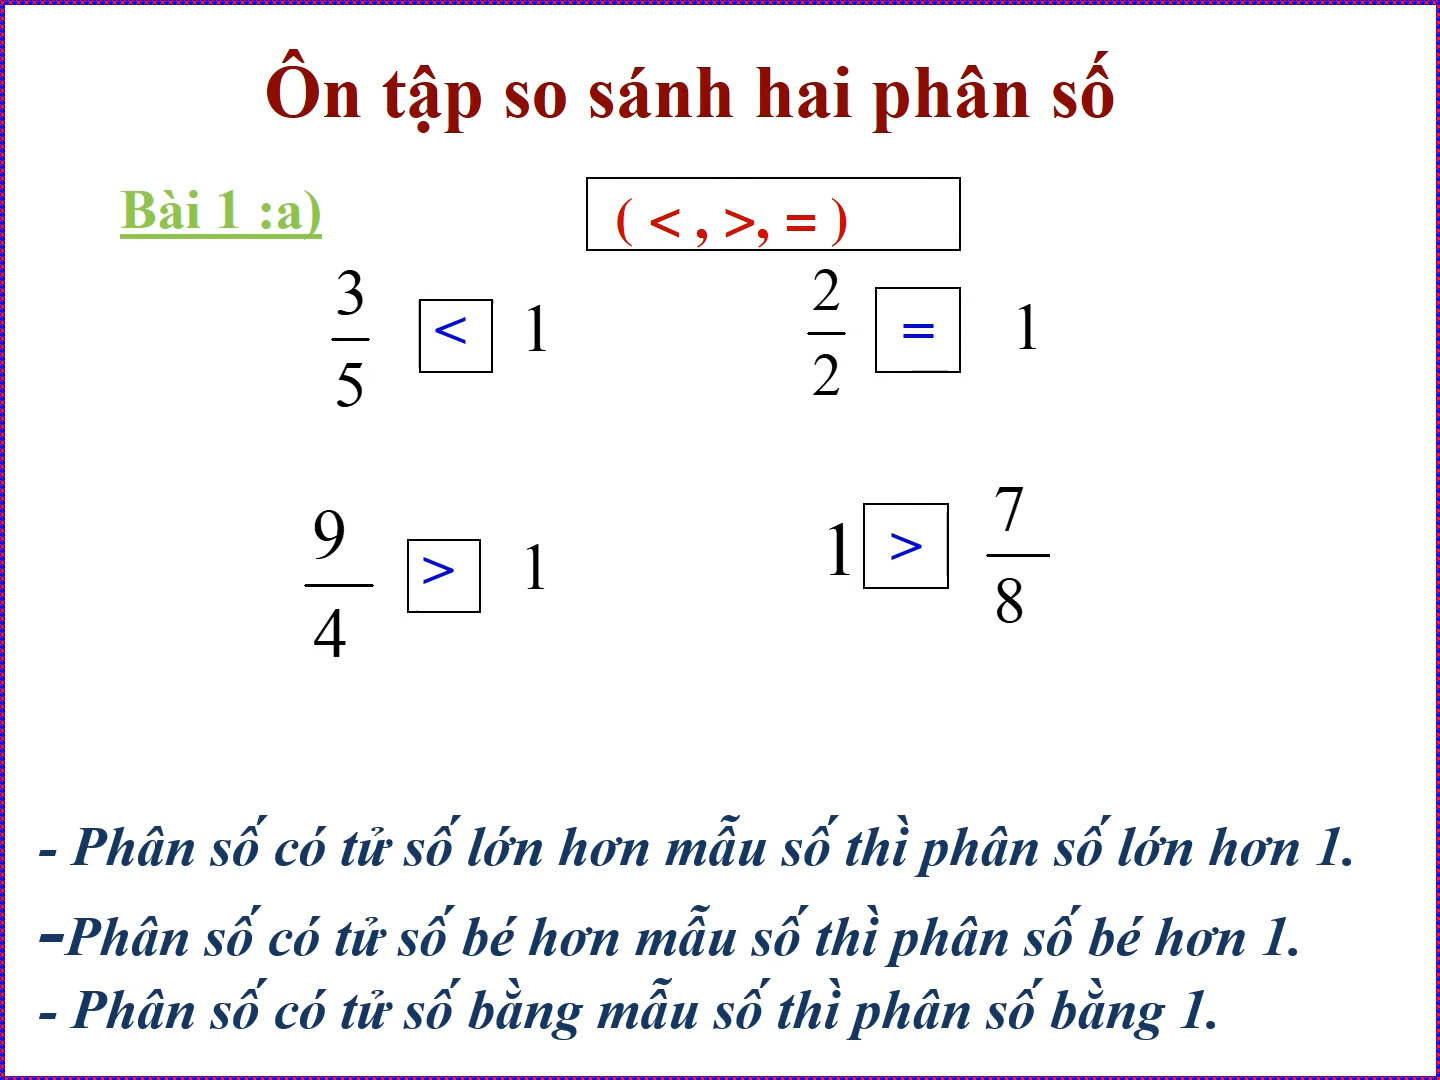 Ôn tập so sánh hai phân số
Bài 1 :a)
( < , >, = )
3/5 < 1
2/2 = 1
9/4 > 1
1 > 7/8
- Phân số có tử số lớn hơn mẫu số thì phân số lớn hơn 1.
-Phân số có tử số bé hơn mẫu số thì phân số bé hơn 1.
- Phân số có tử số bằng mẫu số thì phân số bằng 1.